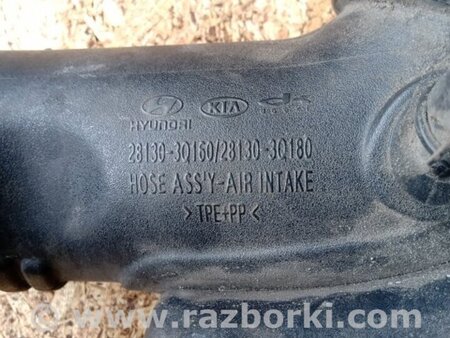 KIA
HYUNDAI
28130-3Q160/28130-3Q180
HOSE ASS'Y-AIR INTAKE
>TPE+PP<
www.razborki.com